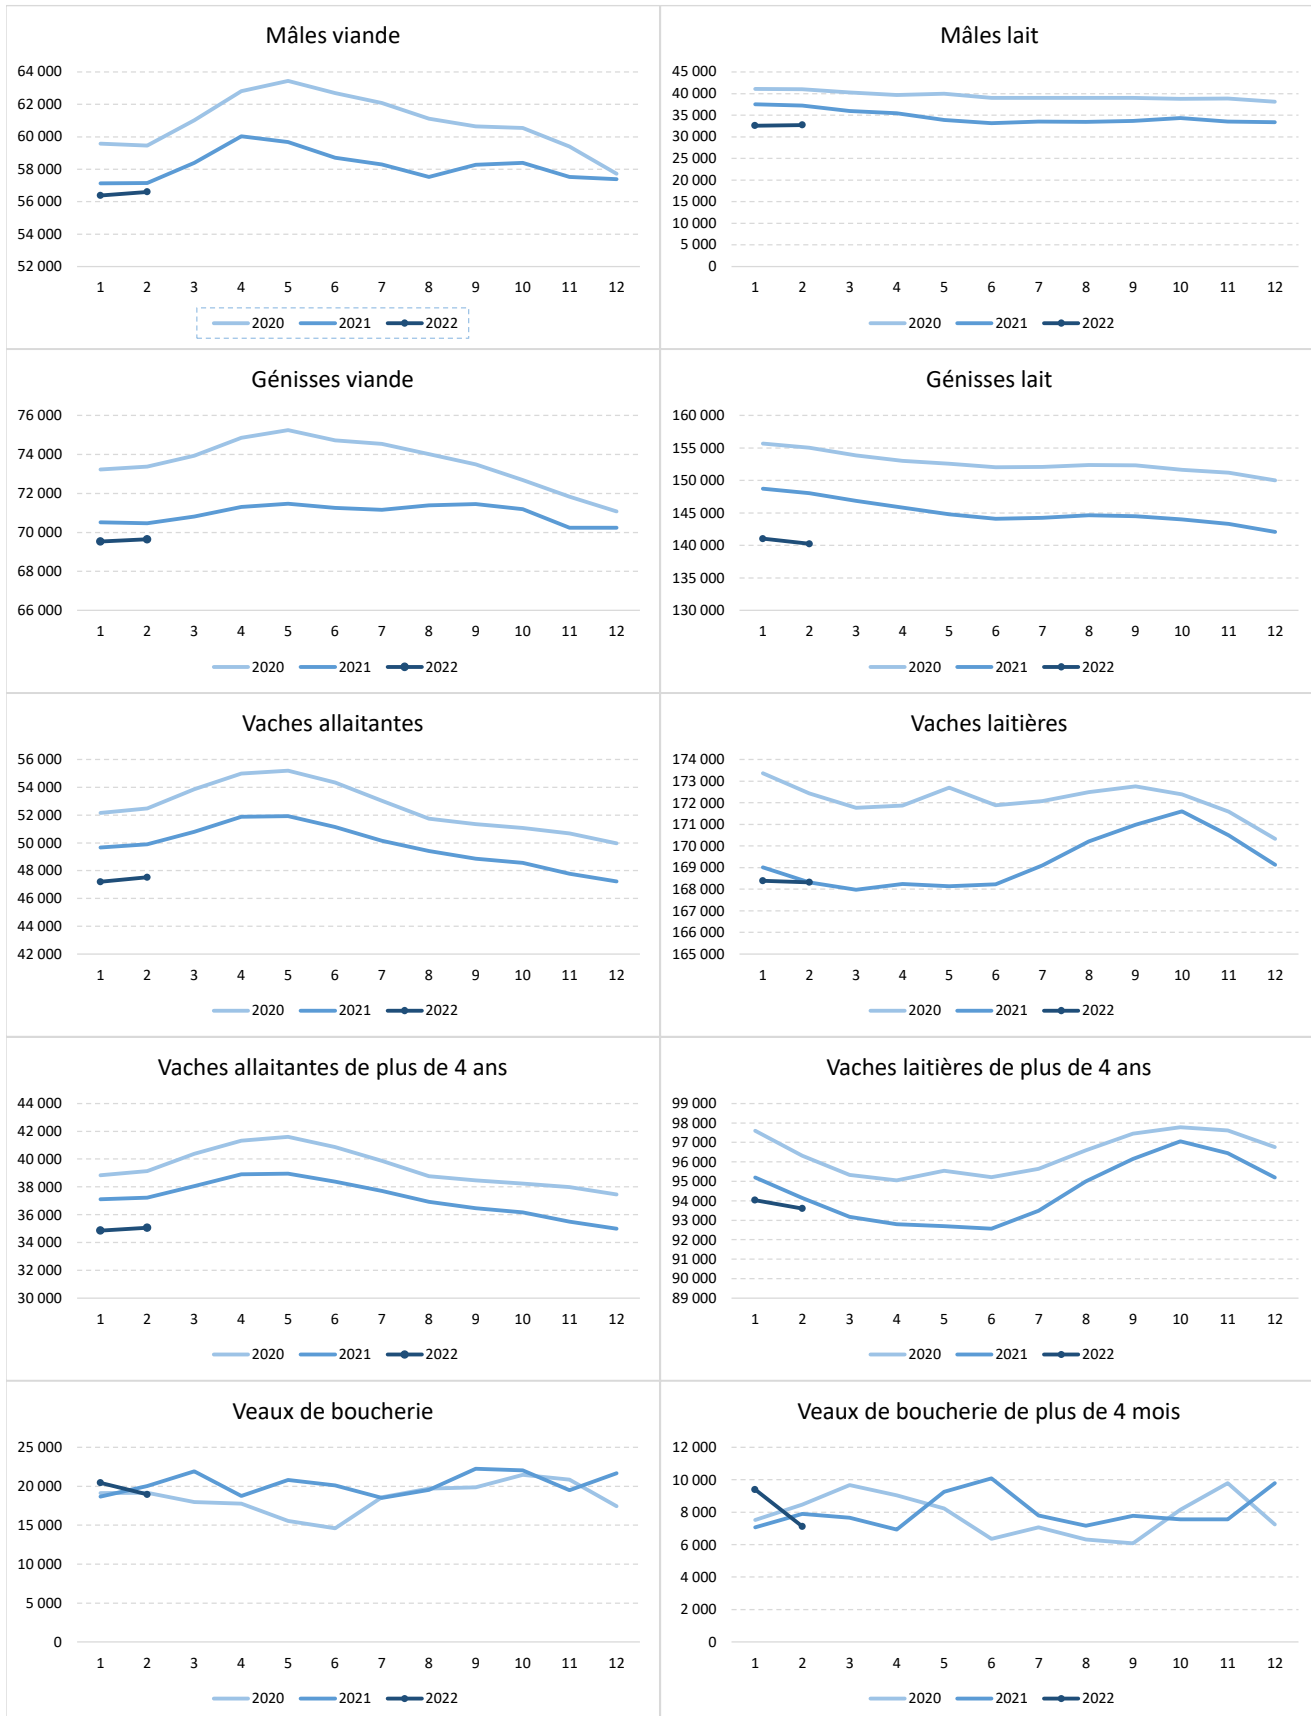 Mâles viande
64 000
62 000
60 000
58 000
56 000
54 000
52 000
1 2 3 4 5 6 7 8 9 10 11 12
2020 2021 2022
Mâles lait
45 000
40 000
35 000
30 000
25 000
20 000
15 000
10 000
5 000
0
1 2 3 4 5 6 7 8 9 10 11 12
2020 2021 2022
Génisses viande
76 000
74 000
72 000
70 000
68 000
66 000
1 2 3 4 5 6 7 8 9 10 11 12
2020 2021 2022
Génisses lait
160 000
155 000
150 000
145 000
140 000
135 000
130 000
1 2 3 4 5 6 7 8 9 10 11 12
2020 2021 2022
Vaches allaitantes
56 000
54 000
52 000
50 000
48 000
46 000
44 000
42 000
1 2 3 4 5 6 7 8 9 10 11 12
2020 2021 2022
Vaches laitières
174 000
173 000
172 000
171 000
170 000
169 000
168 000
167 000
166 000
165 000
1 2 3 4 5 6 7 8 9 10 11 12
2020 2021 2022
Vaches allaitantes de plus de 4 ans
44 000
42 000
40 000
38 000
36 000
34 000
32 000
30 000
1 2 3 4 5 6 7 8 9 10 11 12
2020 2021 2022
Vaches laitières de plus de 4 ans
99 000
98 000
97 000
96 000
95 000
94 000
93 000
92 000
91 000
90 000
89 000
1 2 3 4 5 6 7 8 9 10 11 12
2020 2021 2022
Veaux de boucherie
25 000
20 000
15 000
10 000
5 000
0
1 2 3 4 5 6 7 8 9 10 11 12
2020 2021 2022
Veaux de boucherie de plus de 4 mois
12 000
10 000
8 000
6 000
4 000
2 000
0
1 2 3 4 5 6 7 8 9 10 11 12
2020 2021 2022